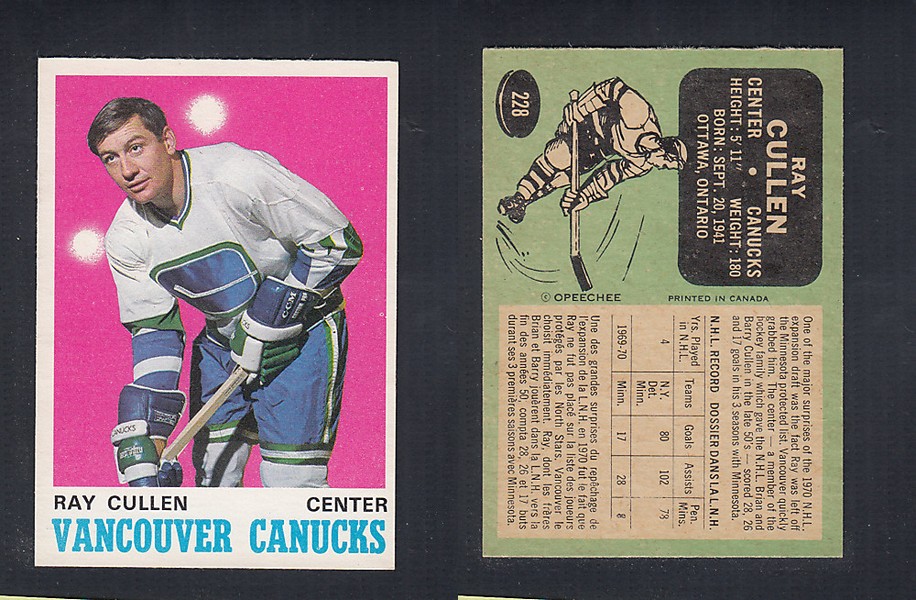 CCM
CANUCKS
RAY CULLEN CENTER
VANCOUVER CANUCKS
228
RAY
CULLEN
CENTER • CANUCKS
HEIGHT: 5' 11" WEIGHT: 180
BORN: SEPT. 20, 1941
OTTAWA, ONTARIO
© OPEECHEE PRINTED IN CANADA
One of the major surprises of the 1970 N.H.L.
expansion draft was the fact Ray was left off
the Minnesota protected list. Vancouver quickly
grabbed him. The center — a member of the
hockey family which gave the N.H.L. Brian and
Barry Cullen in the late 50's — scored 28, 26
and 17 goals in his 3 seasons with Minnesota.
N.H.L. RECORD DOSSIER DANS LA L.N.H.
Yrs. Played in N.H.L. Teams Goals Assists Pen. Mins.
4 N.Y. Det. Minn. 80 102 78
1969-70 Minn. 17 28 8
Une des grandes surprises du repêchage de
l'expansion de la L.N.H. en 1970 fut le fait que
Ray ne fut pas placé sur la liste des joueurs
protégés par les North Stars. Vancouver le
choisit immédiatement. Ray, dont les frères
Brian et Barry jouèrent dans la L.N.H. vers la
fin des années 50, compta 28, 26 et 17 buts
durant ses 3 premières saisons avec Minnesota.